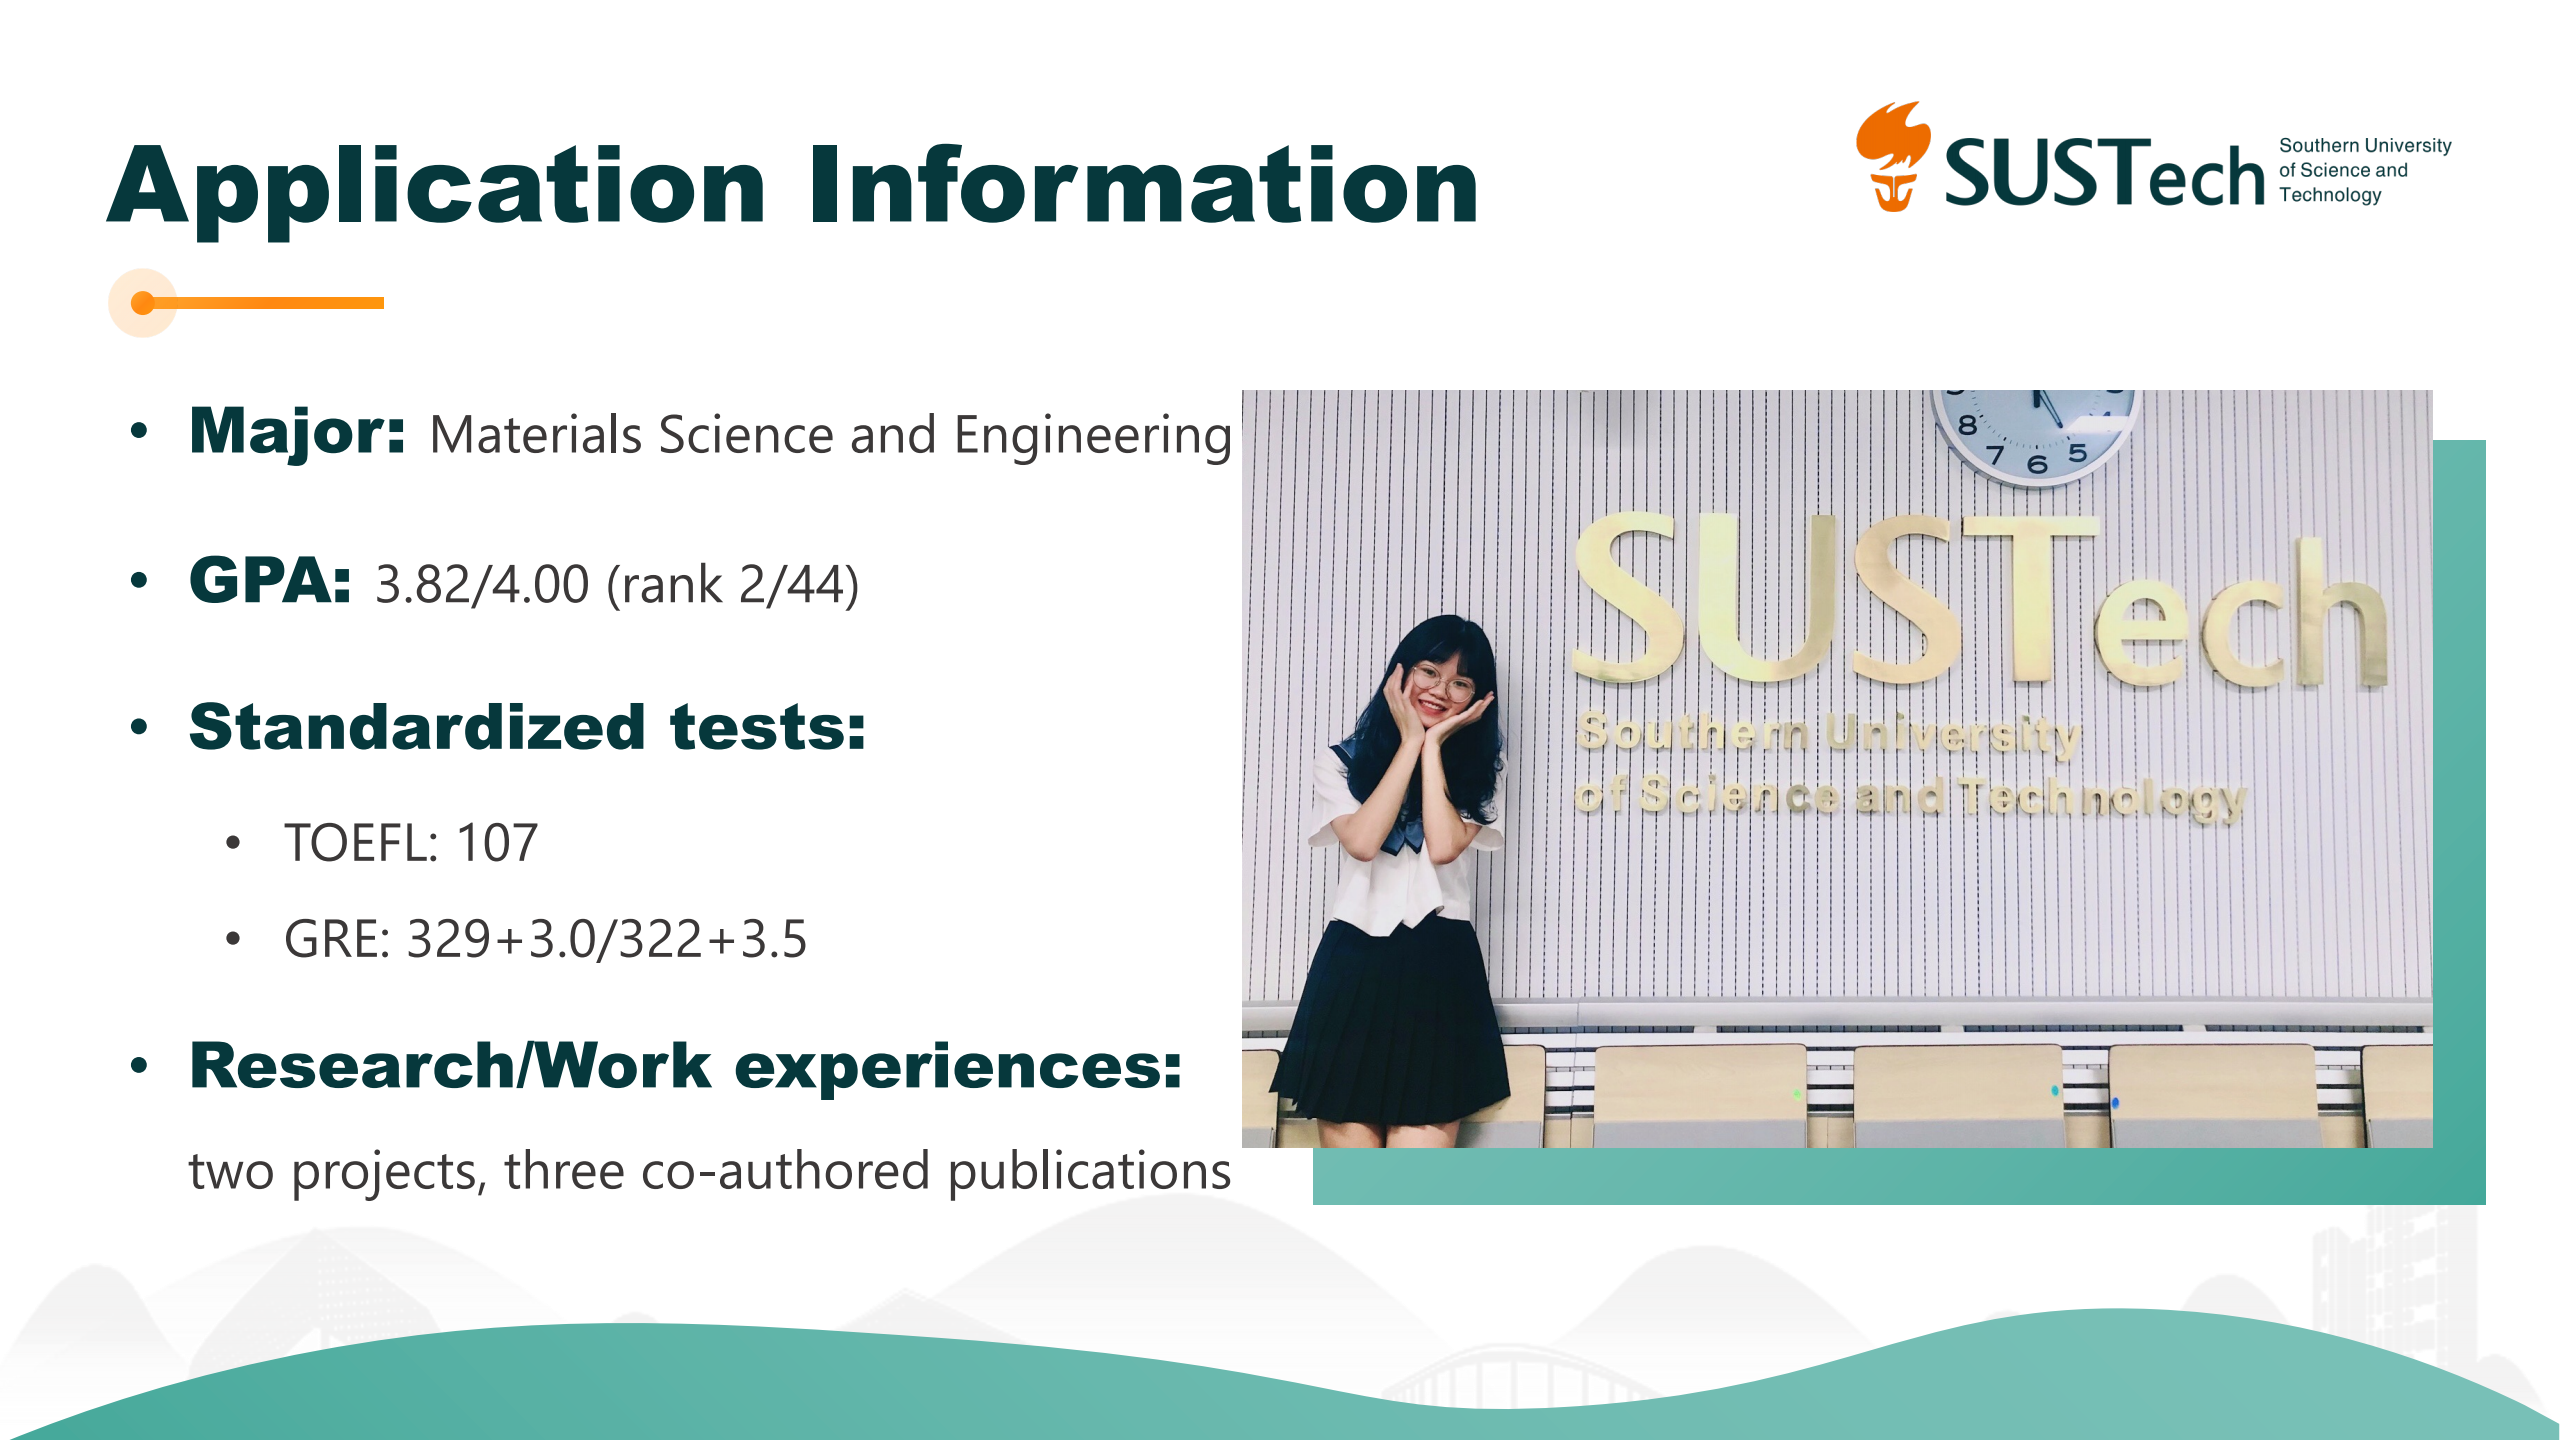 Application Information
SUSTech
Southern University
of Science and
Technology
• Major: Materials Science and Engineering
• GPA: 3.82/4.00 (rank 2/44)
• Standardized tests:
• TOEFL: 107
• GRE: 329+3.0/322+3.5
• Research/Work experiences:
two projects, three co-authored publications
8
7 6 5
SUSTech
Southern University
of Science and Technology